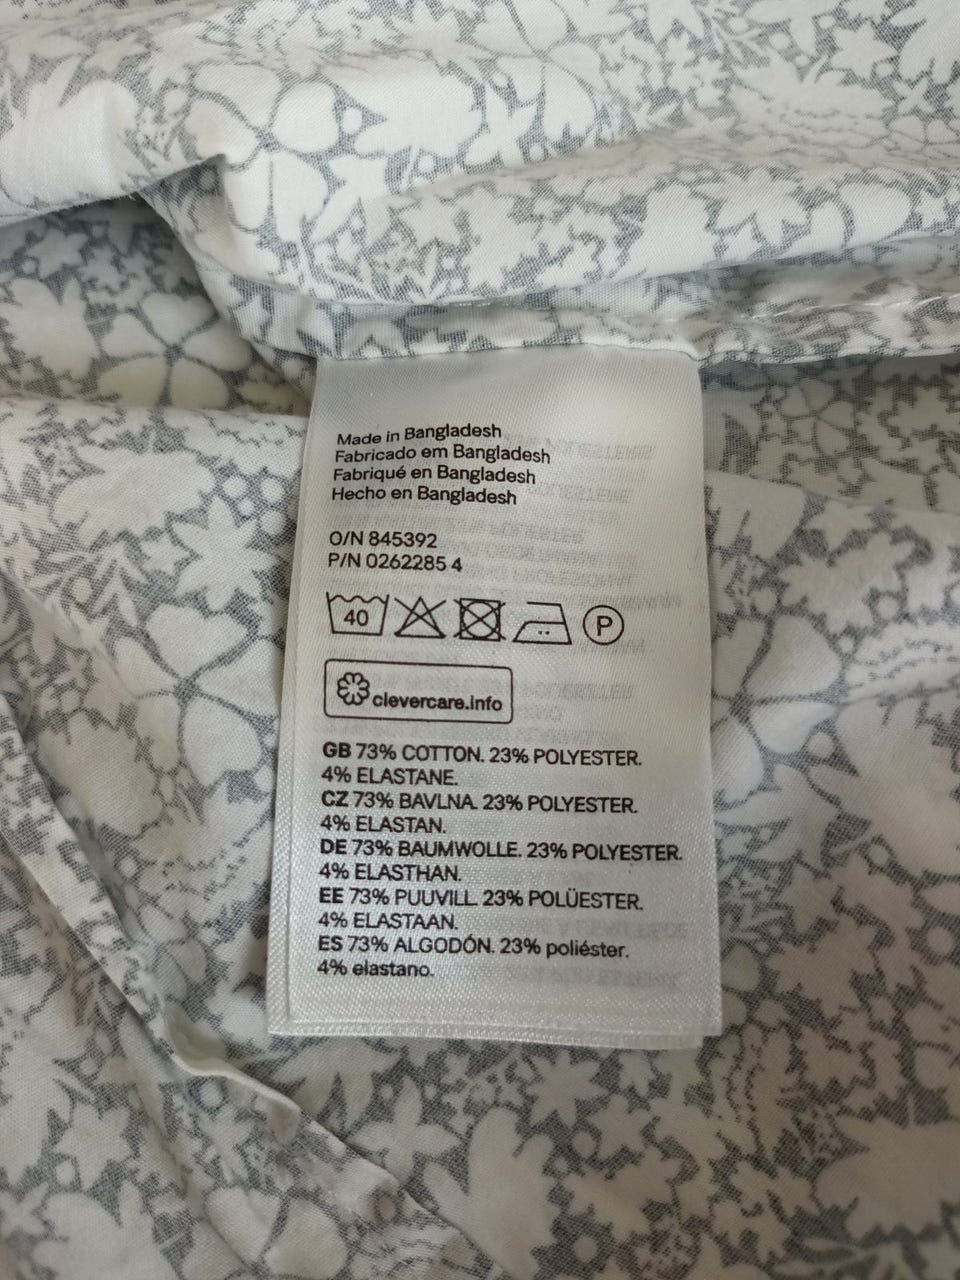 Made in Bangladesh
Fabricado em Bangladesh
Fabriqué en Bangladesh
Hecho en Bangladesh
O/N 845392
P/N 0262285 4
40 P
clevercare.info
GB 73% COTTON. 23% POLYESTER.
4% ELASTANE.
CZ 73% BAVLNA. 23% POLYESTER.
4% ELASTAN.
DE 73% BAUMWOLLE. 23% POLYESTER.
4% ELASTHAN.
EE 73% PUUVILL. 23% POLÜESTER.
4% ELASTAAN.
ES 73% ALGODÓN. 23% poliéster.
4% elastano.